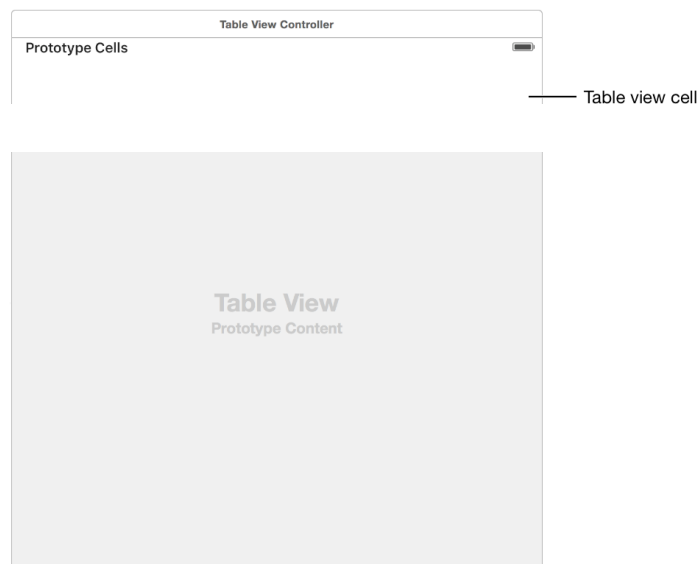 Table View Controller
Prototype Cells
Table view cell
Table View
Prototype Content